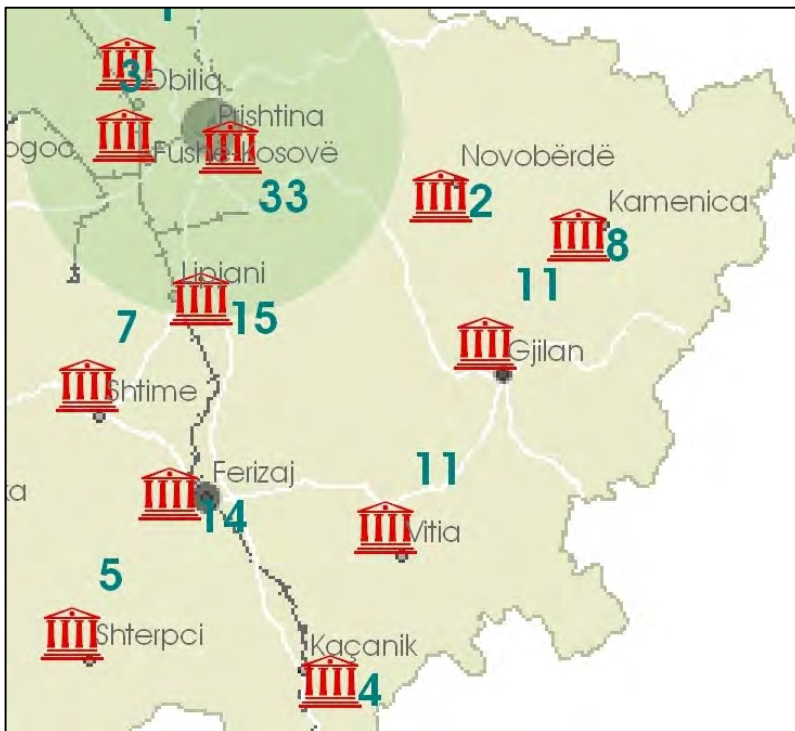 3
Obiliq
Prishtina
Fushë Kosovë
33
Novobërdë
2
Kamenica
8
11
Lipjani
15
7
Gjilan
Shtime
11
Ferizaj
14
Vitia
5
Shterpci
Kaçanik
4